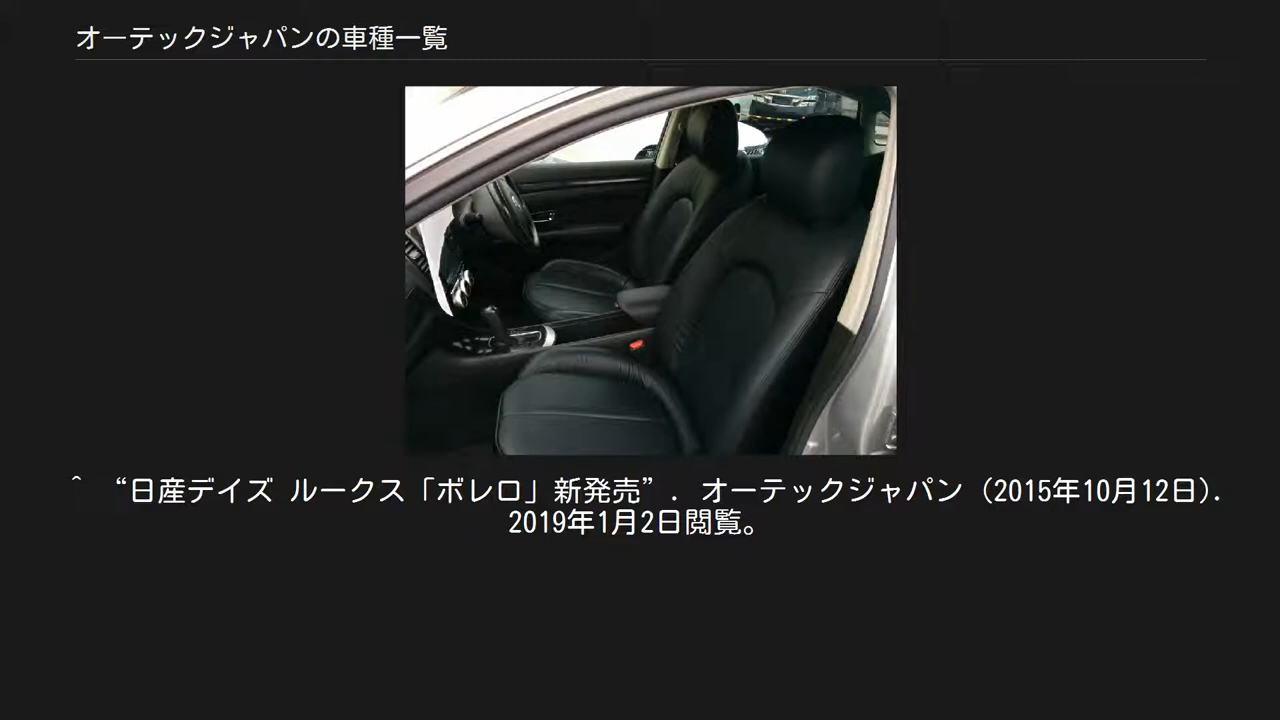 オーテックジャパンの車種一覧
^ “日産デイズ ルークス「ボレロ」新発売”. オーテックジャパン (2015年10月12日).
2019年1月2日閲覧。